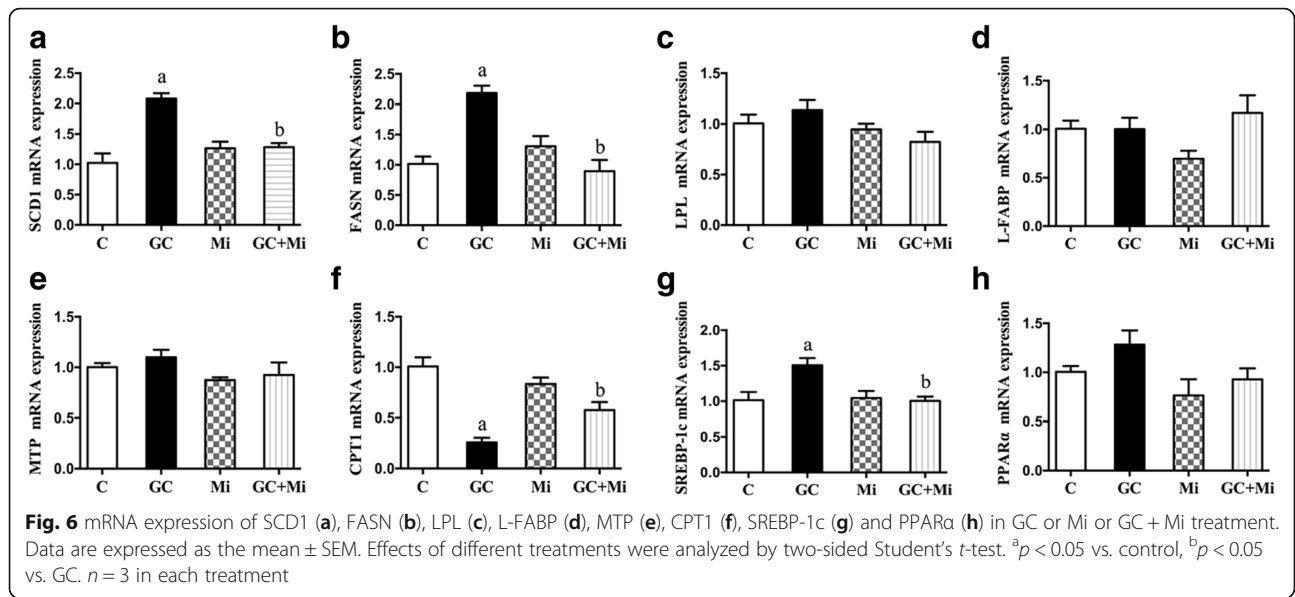 a b c d
SCD1 mRNA expression
2.5
2.0
1.5
1.0
0.5
0.0
a
b
C GC Mi GC+Mi
FASN mRNA expression
2.5
2.0
1.5
1.0
0.5
0.0
a
b
C GC Mi GC+Mi
LPL mRNA expression
1.5
1.0
0.5
0.0
C GC Mi GC+Mi
L-FABP mRNA expression
1.5
1.0
0.5
0.0
C GC Mi GC+Mi
e f g h
MTP mRNA expression
1.5
1.0
0.5
0.0
C GC Mi GC+Mi
CPT1 mRNA expression
1.5
1.0
0.5
0.0
a
b
C GC Mi GC+Mi
SREBP-1c mRNA expression
2.0
1.5
1.0
0.5
0.0
a
b
C GC Mi GC+Mi
PPARα mRNA expression
1.5
1.0
0.5
0.0
C GC Mi GC+Mi
Fig. 6 mRNA expression of SCD1 (a), FASN (b), LPL (c), L-FABP (d), MTP (e), CPT1 (f), SREBP-1c (g) and PPARα (h) in GC or Mi or GC + Mi treatment.
Data are expressed as the mean ± SEM. Effects of different treatments were analyzed by two-sided Student's t-test. ᵃp < 0.05 vs. control, ᵇp < 0.05
vs. GC. n = 3 in each treatment